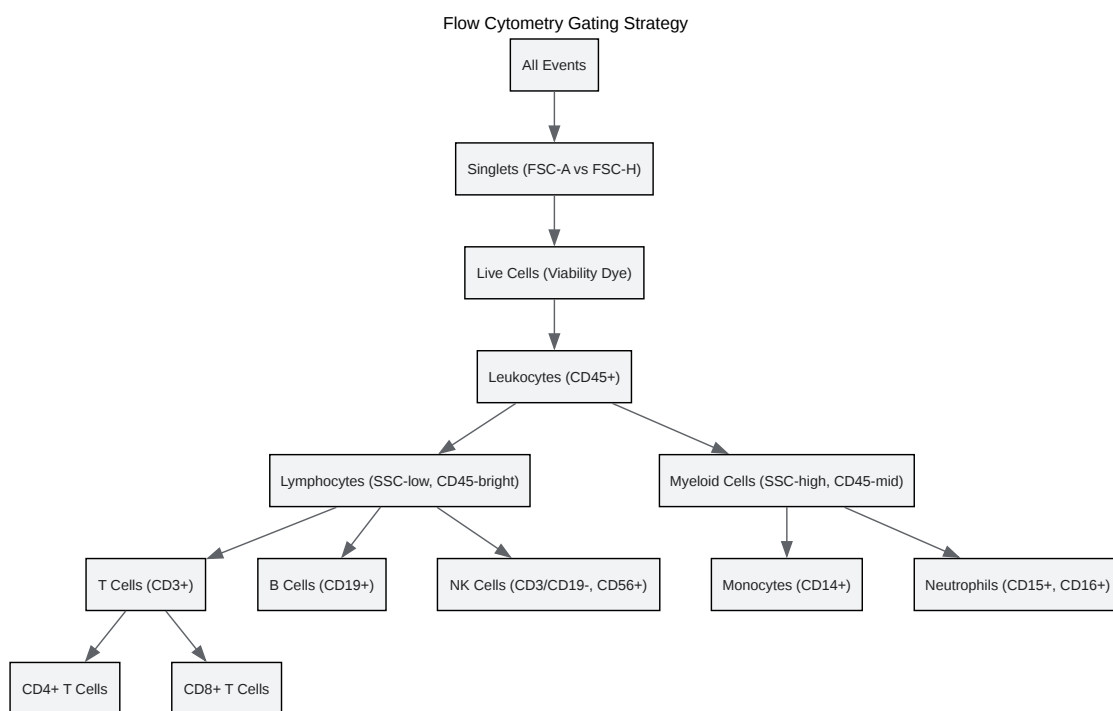 Flow Cytometry Gating Strategy
All Events
Singlets (FSC-A vs FSC-H)
Live Cells (Viability Dye)
Leukocytes (CD45+)
Lymphocytes (SSC-low, CD45-bright)
Myeloid Cells (SSC-high, CD45-mid)
T Cells (CD3+)
B Cells (CD19+)
NK Cells (CD3/CD19-, CD56+)
Monocytes (CD14+)
Neutrophils (CD15+, CD16+)
CD4+ T Cells
CD8+ T Cells